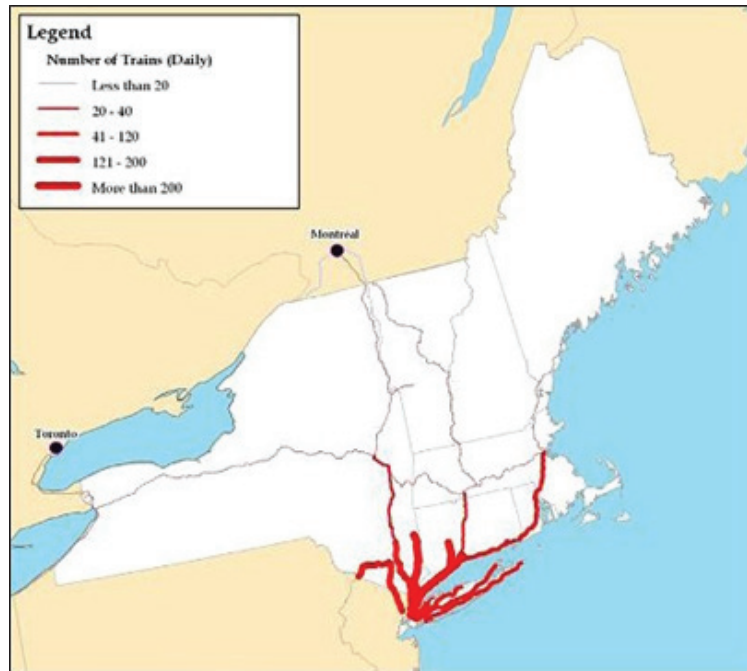 Legend
Number of Trains (Daily)
Less than 20
20 - 40
41 - 120
121 - 200
More than 200
Montréal
Toronto